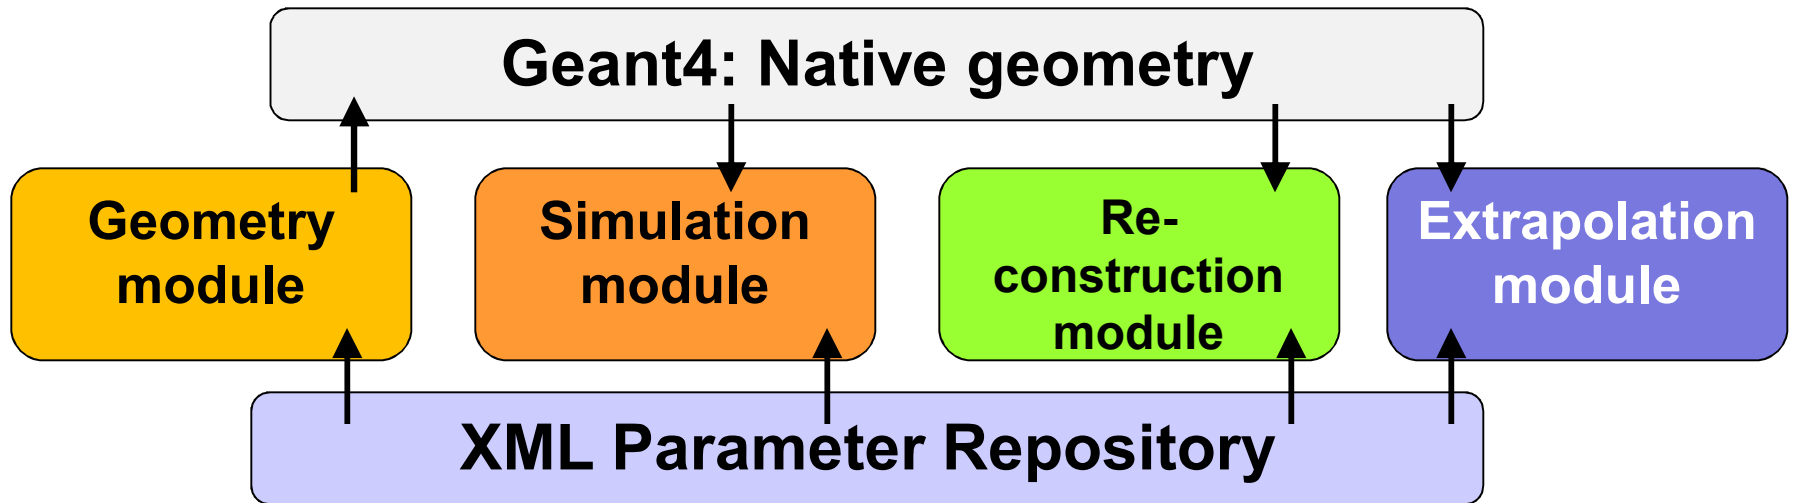 Geant4: Native geometry
Geometry
module
Simulation
module
Re-
construction
module
Extrapolation
module
XML Parameter Repository